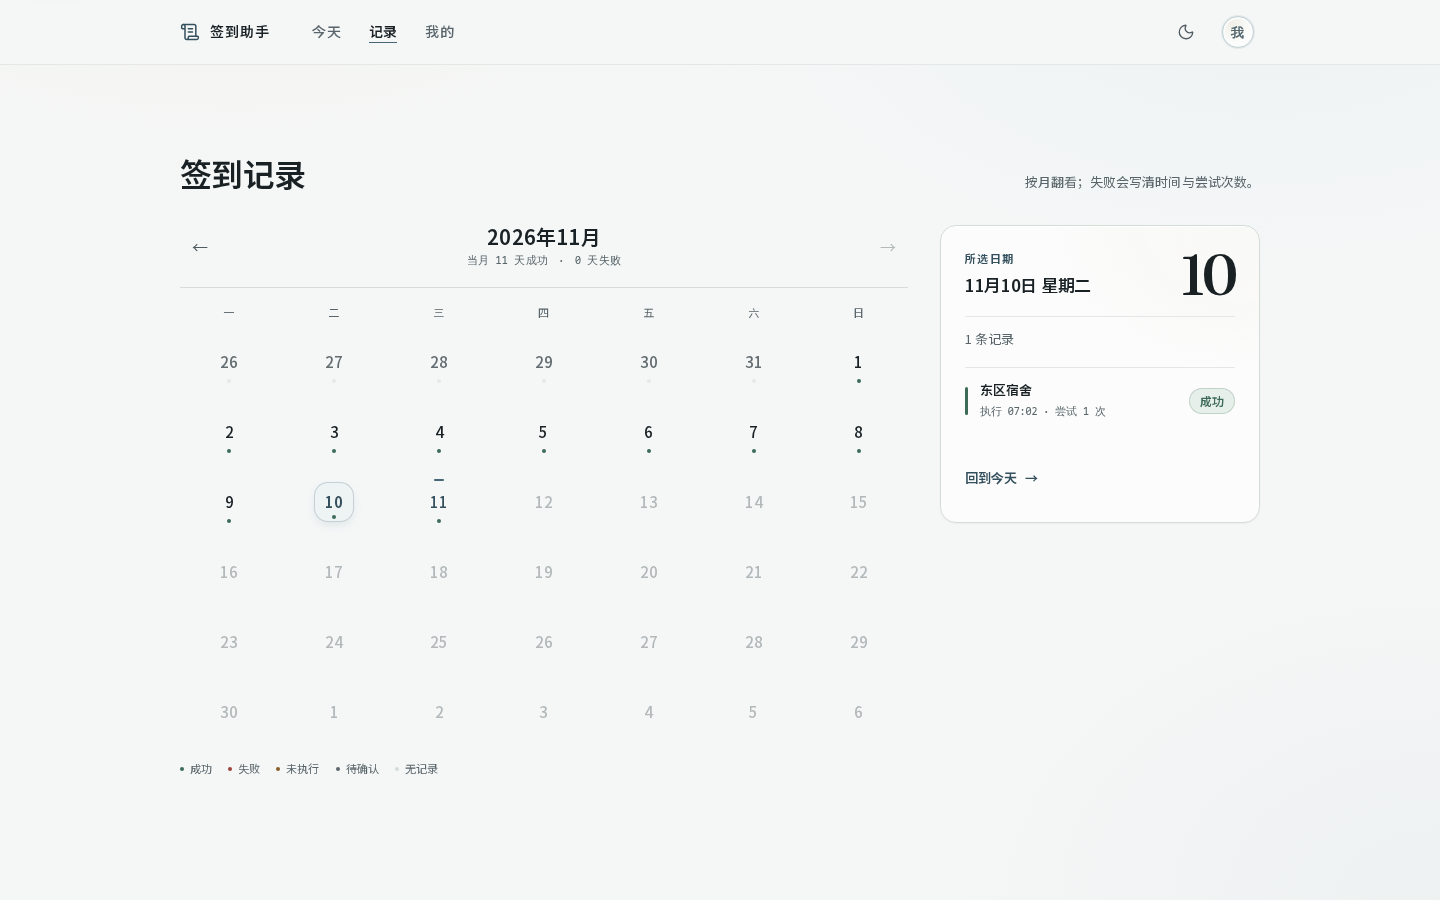 签到助手 今天 记录 我的 我
签到记录
按月翻看；失败会写清时间与尝试次数。
← 2026年11月 →
当月 11 天成功 · 0 天失败
一 二 三 四 五 六 日
26 27 28 29 30 31 1
2 3 4 5 6 7 8
9 10 11 12 13 14 15
16 17 18 19 20 21 22
23 24 25 26 27 28 29
30 1 2 3 4 5 6
成功 失败 未执行 待确认 无记录
所选日期
11月10日 星期二
10
1 条记录
东区宿舍
执行 07:02 · 尝试 1 次
成功
回到今天 →